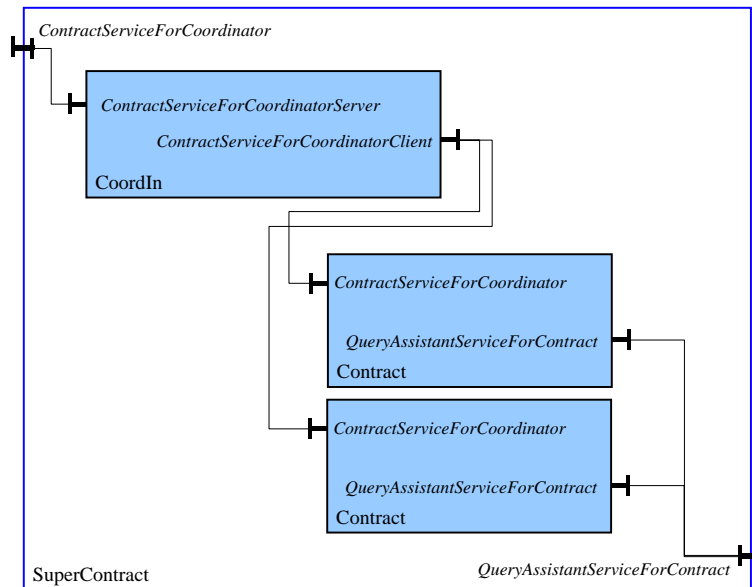 ContractServiceForCoordinator
ContractServiceForCoordinatorServer
ContractServiceForCoordinatorClient
CoordIn
ContractServiceForCoordinator
QueryAssistantServiceForContract
Contract
ContractServiceForCoordinator
QueryAssistantServiceForContract
Contract
SuperContract
QueryAssistantServiceForContract